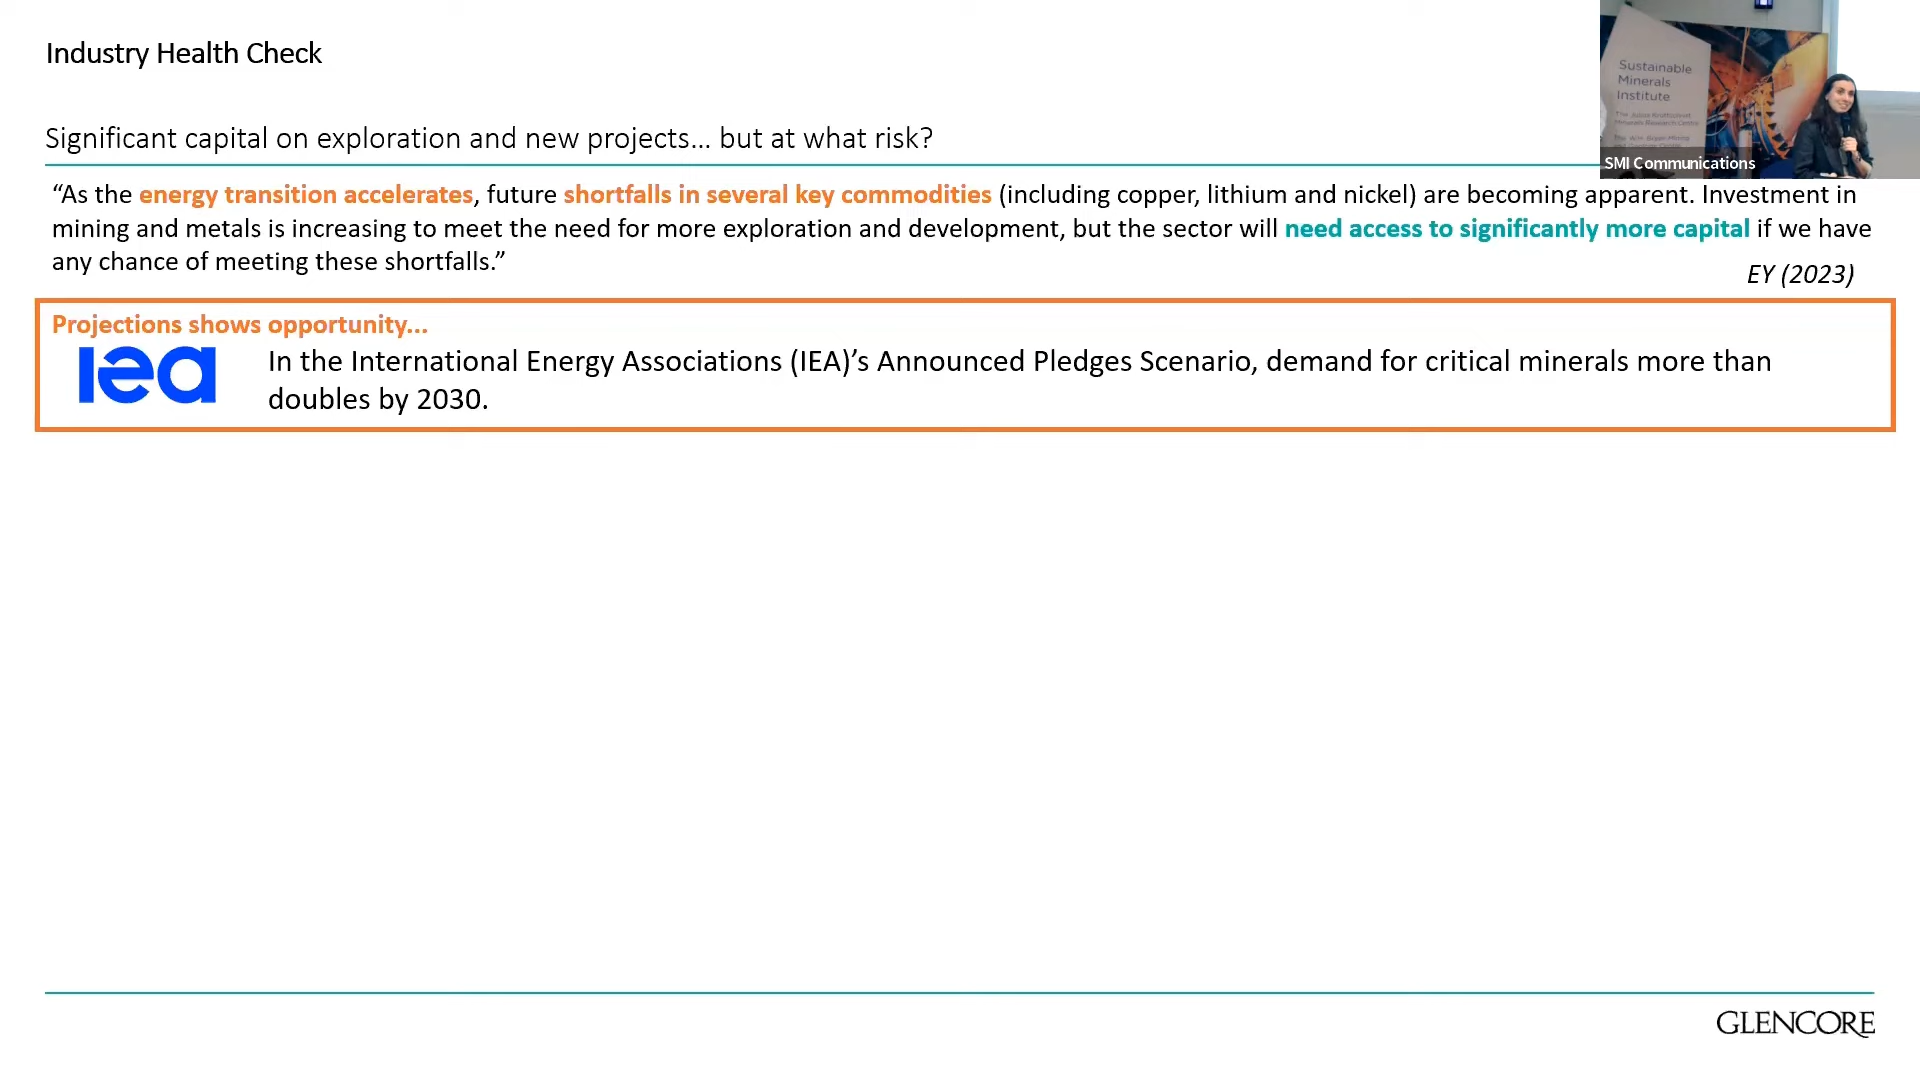 Industry Health Check
Significant capital on exploration and new projects... but at what risk?
“As the energy transition accelerates, future shortfalls in several key commodities (including copper, lithium and nickel) are becoming apparent. Investment in
mining and metals is increasing to meet the need for more exploration and development, but the sector will need access to significantly more capital if we have
any chance of meeting these shortfalls.”
EY (2023)
Projections shows opportunity...
iea
In the International Energy Associations (IEA)’s Announced Pledges Scenario, demand for critical minerals more than
doubles by 2030.
GLENCORE
Sustainable
Minerals
Institute
SMI Communications